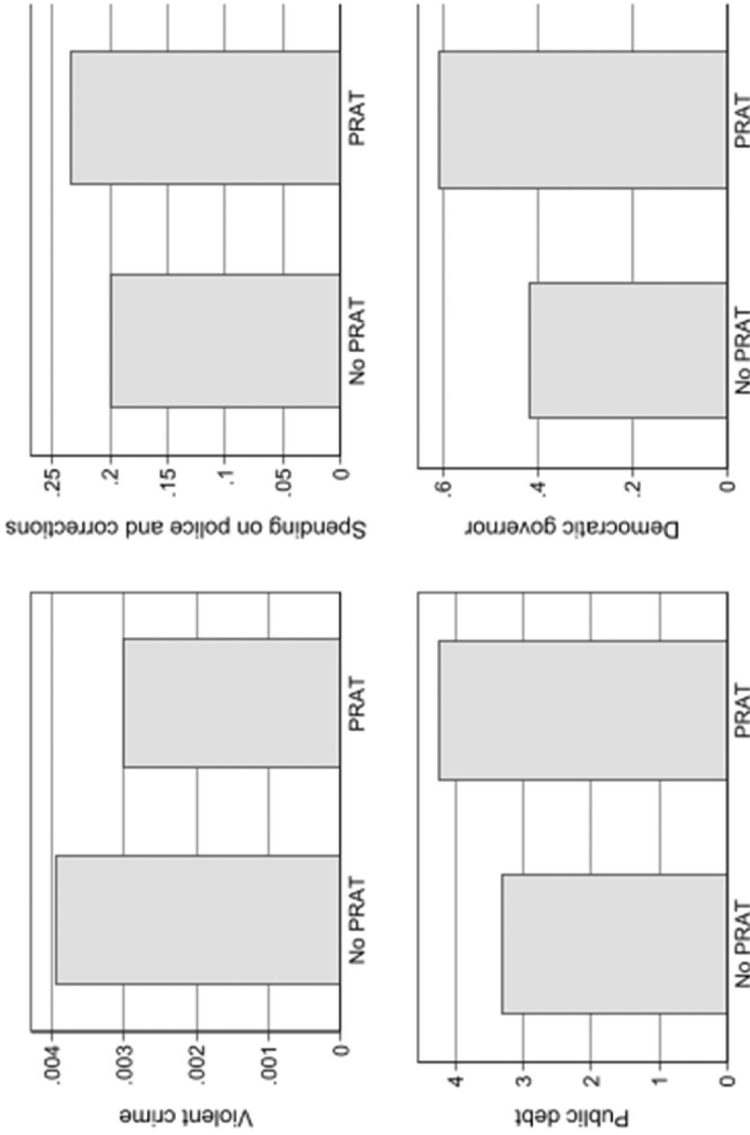 Violent crime
.004
.003
.002
.001
0
No PRAT
PRAT
Spending on police and corrections
.25
.2
.15
.1
.05
0
No PRAT
PRAT
Public debt
4
3
2
1
0
No PRAT
PRAT
Democratic governor
.6
.4
.2
0
No PRAT
PRAT